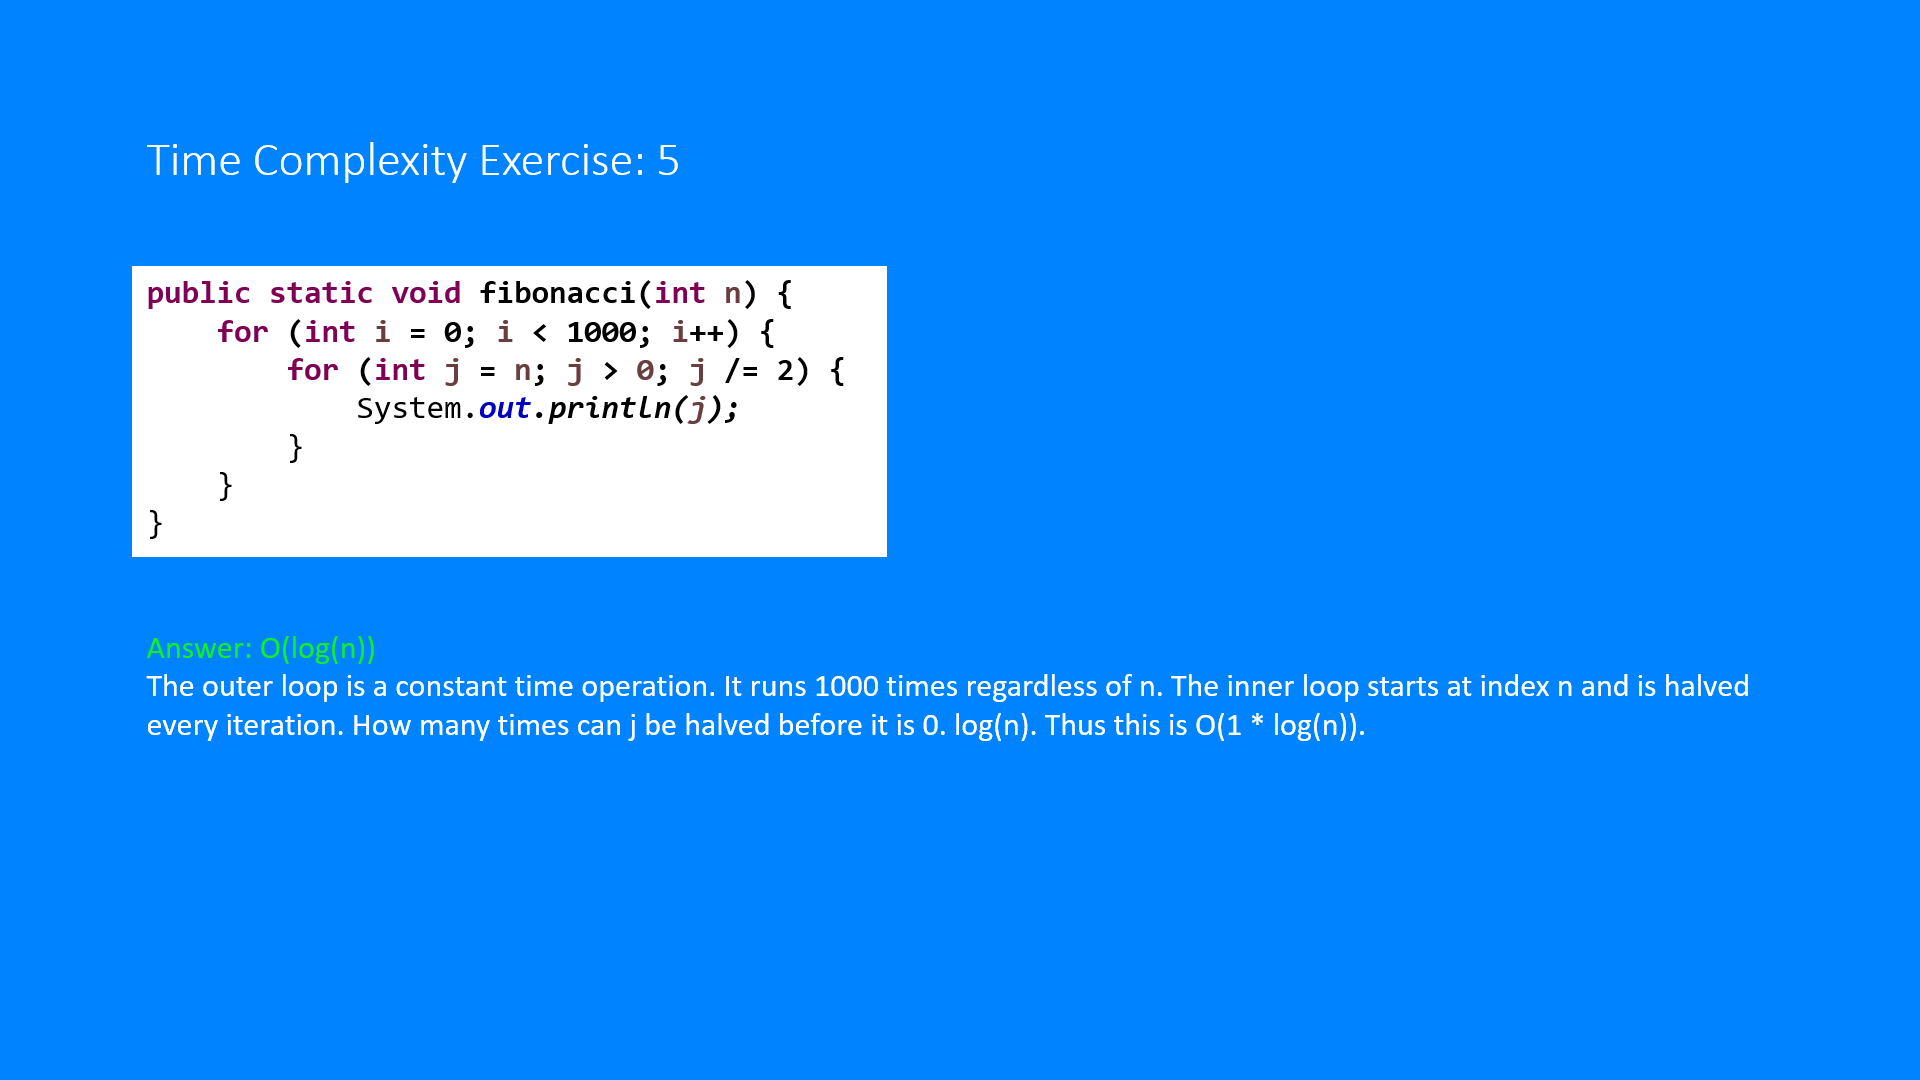 Time Complexity Exercise: 5
public static void fibonacci(int n) {
    for (int i = 0; i < 1000; i++) {
        for (int j = n; j > 0; j /= 2) {
            System.out.println(j);
        }
    }
}
Answer: O(log(n))
The outer loop is a constant time operation. It runs 1000 times regardless of n. The inner loop starts at index n and is halved
every iteration. How many times can j be halved before it is 0. log(n). Thus this is O(1 * log(n)).